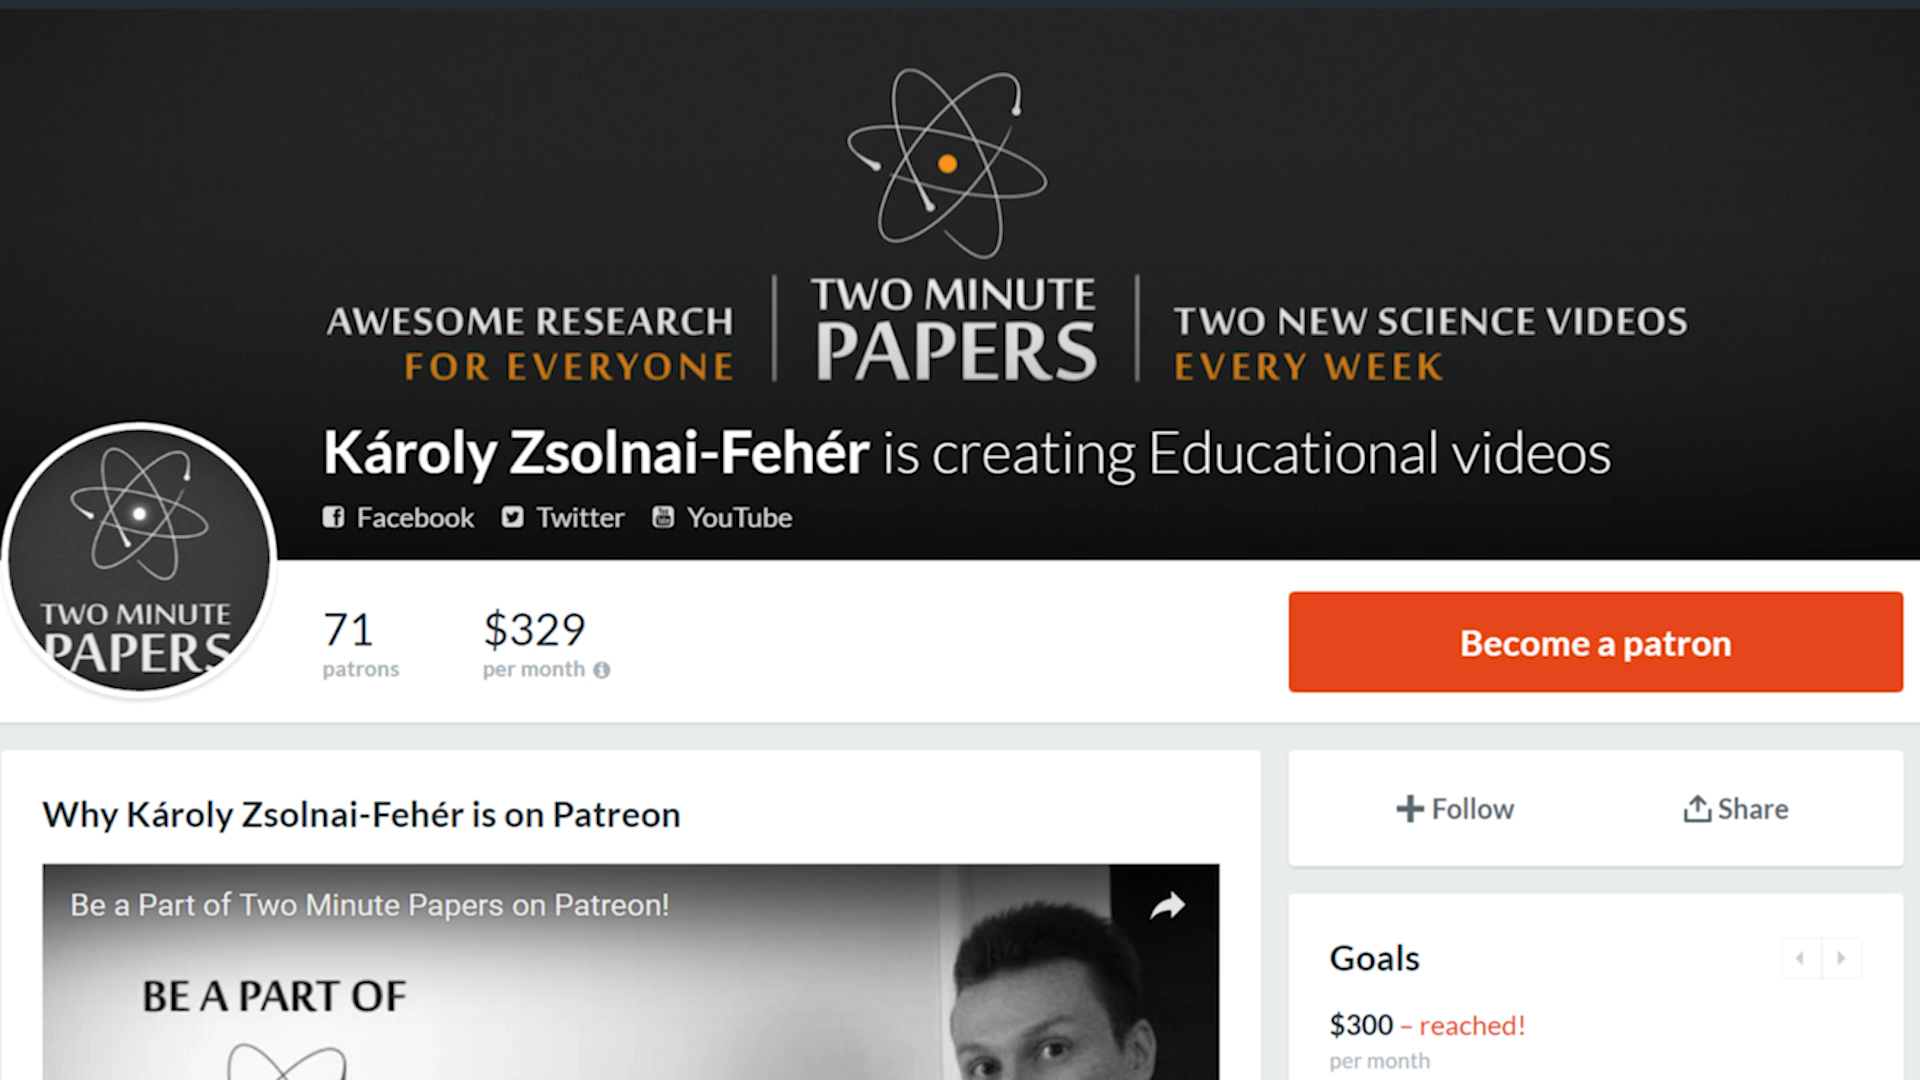 TWO MINUTE
PAPERS
AWESOME RESEARCH
FOR EVERYONE
TWO NEW SCIENCE VIDEOS
EVERY WEEK
Károly Zsolnai-Fehér is creating Educational videos
Facebook Twitter YouTube
TWO MINUTE
PAPERS
71
patrons
$329
per month
Become a patron
Why Károly Zsolnai-Fehér is on Patreon
Be a Part of Two Minute Papers on Patreon!
BE A PART OF
Follow
Share
Goals
$300 – reached!
per month